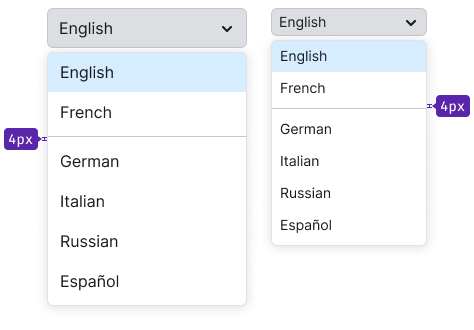 English
English
French
4px
German
Italian
Russian
Español
English
English
French
4px
German
Italian
Russian
Español